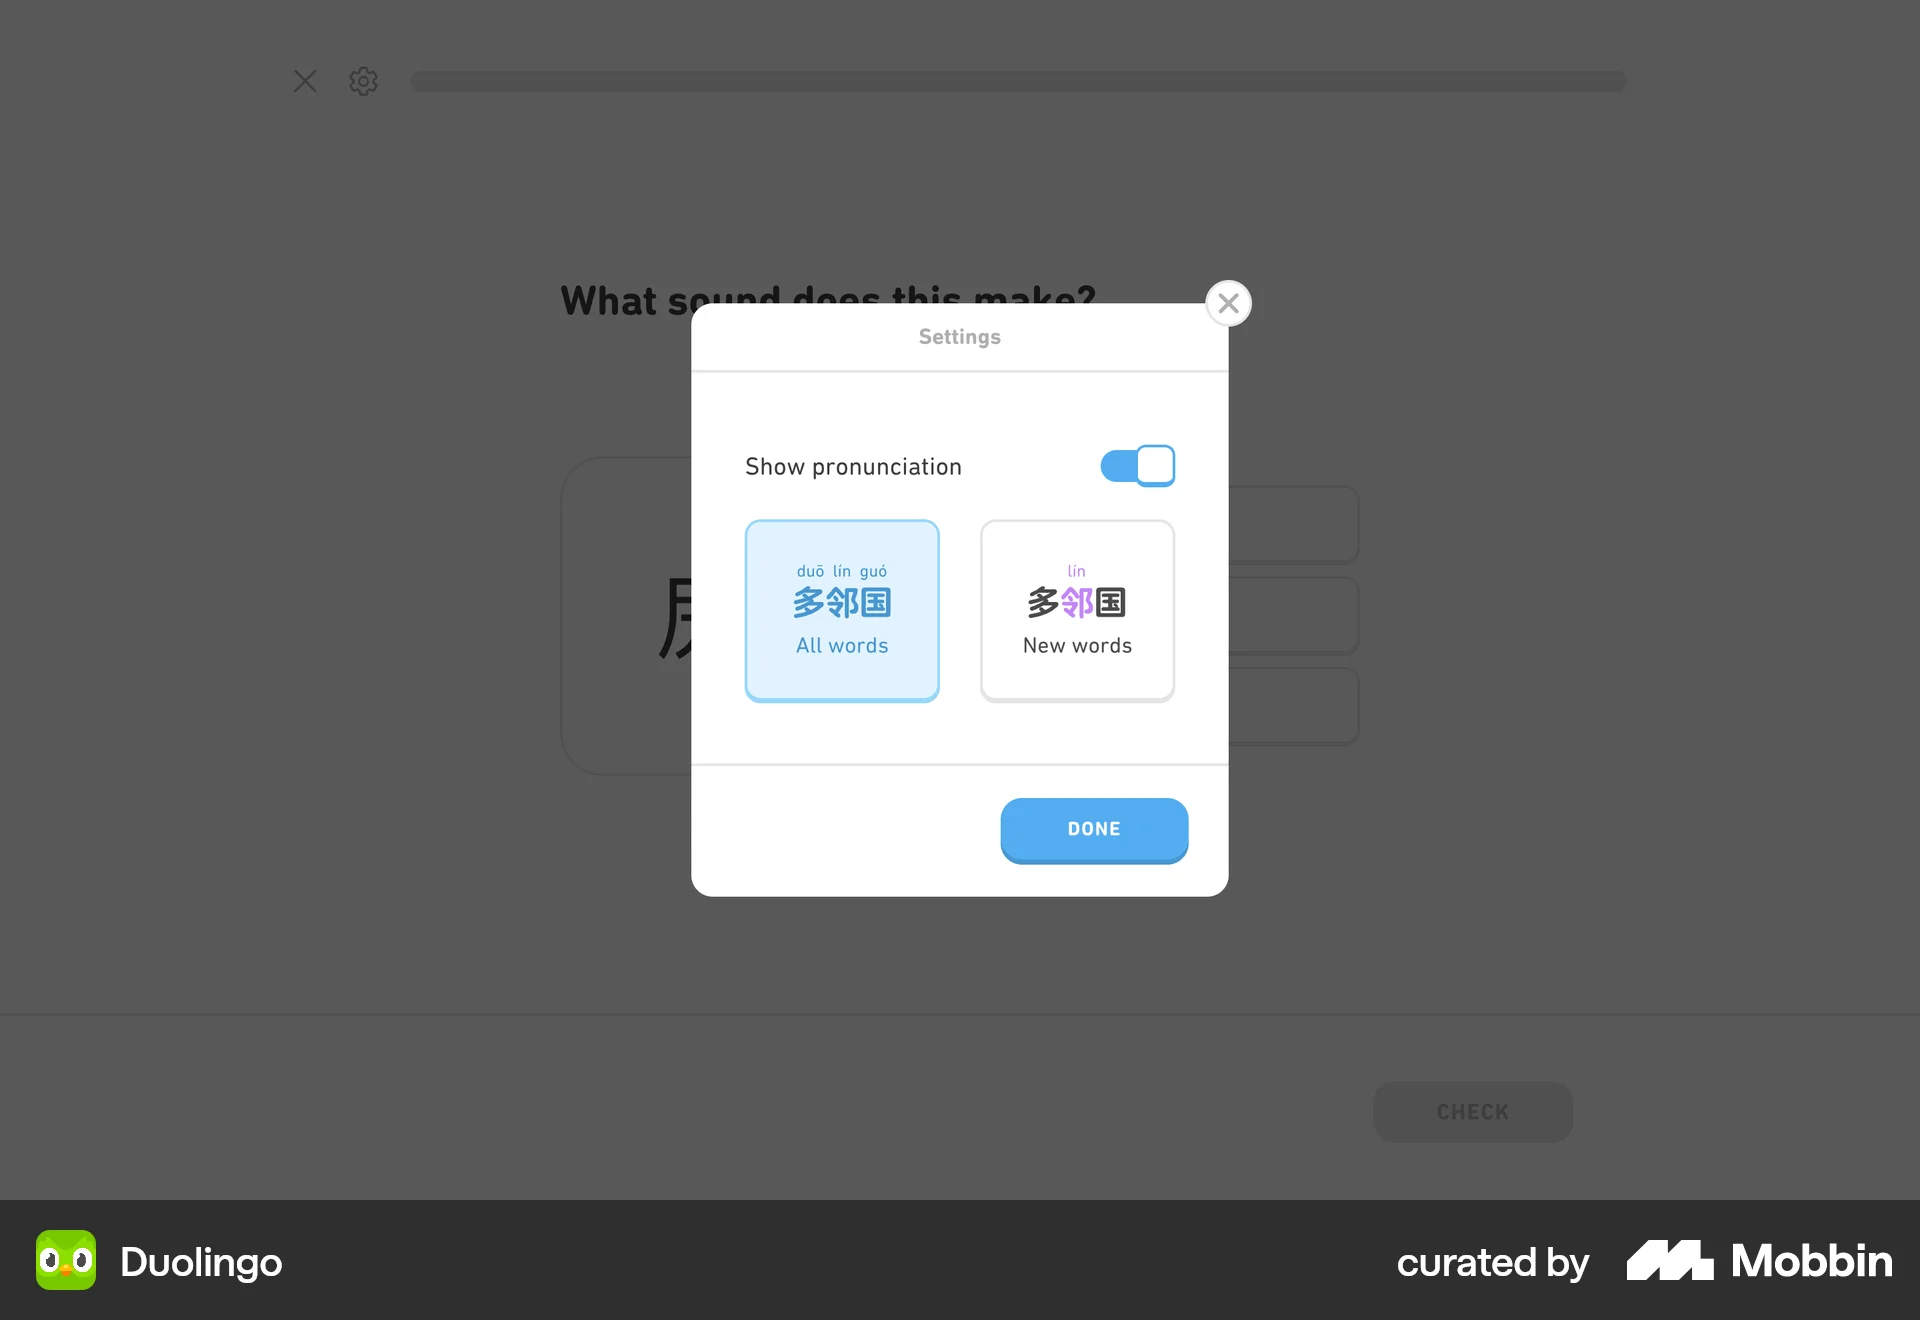 What sound does this make?
Settings
Show pronunciation
duō lín guó
多邻国
All words
lín
多邻国
New words
DONE
CHECK
Duolingo
curated by Mobbin